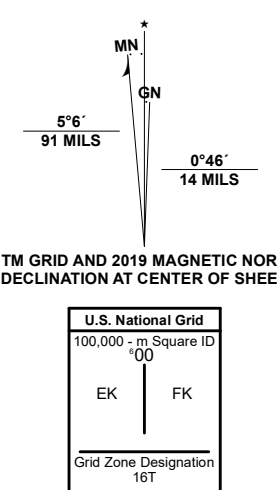 ★
MN
GN
5°6´
91 MILS
0°46´
14 MILS
TM GRID AND 2019 MAGNETIC NOR
DECLINATION AT CENTER OF SHEE
U.S. National Grid
100,000 - m Square ID
⁶00
EK FK
Grid Zone Designation
16T